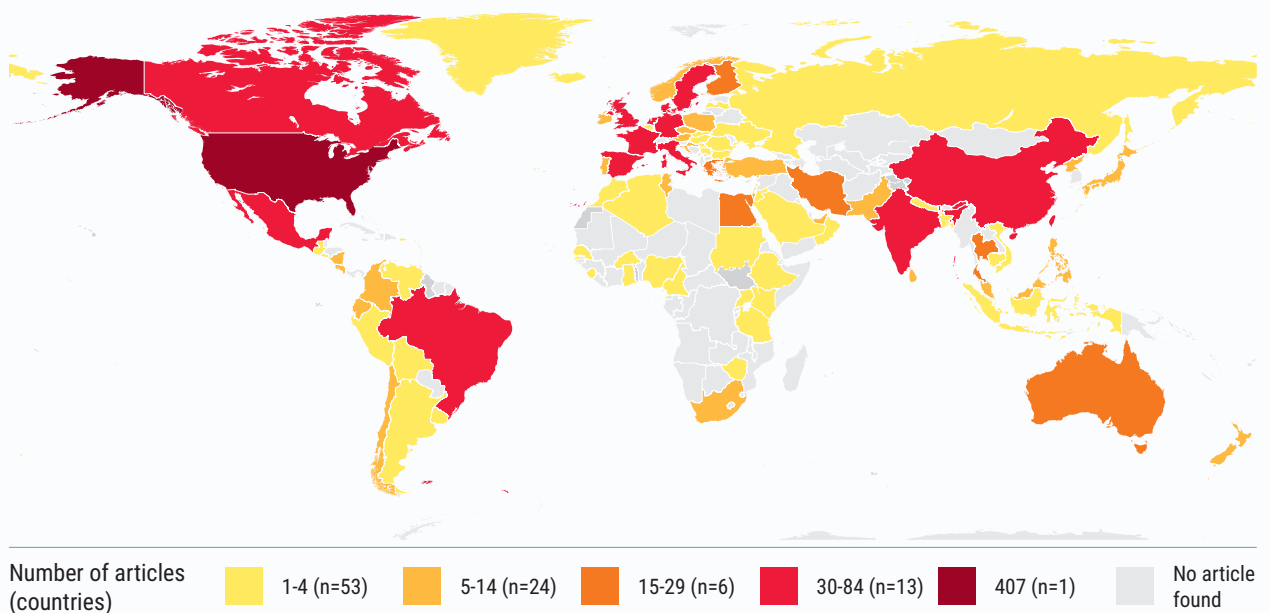 Number of articles
(countries)
1-4 (n=53)
5-14 (n=24)
15-29 (n=6)
30-84 (n=13)
407 (n=1)
No article
found